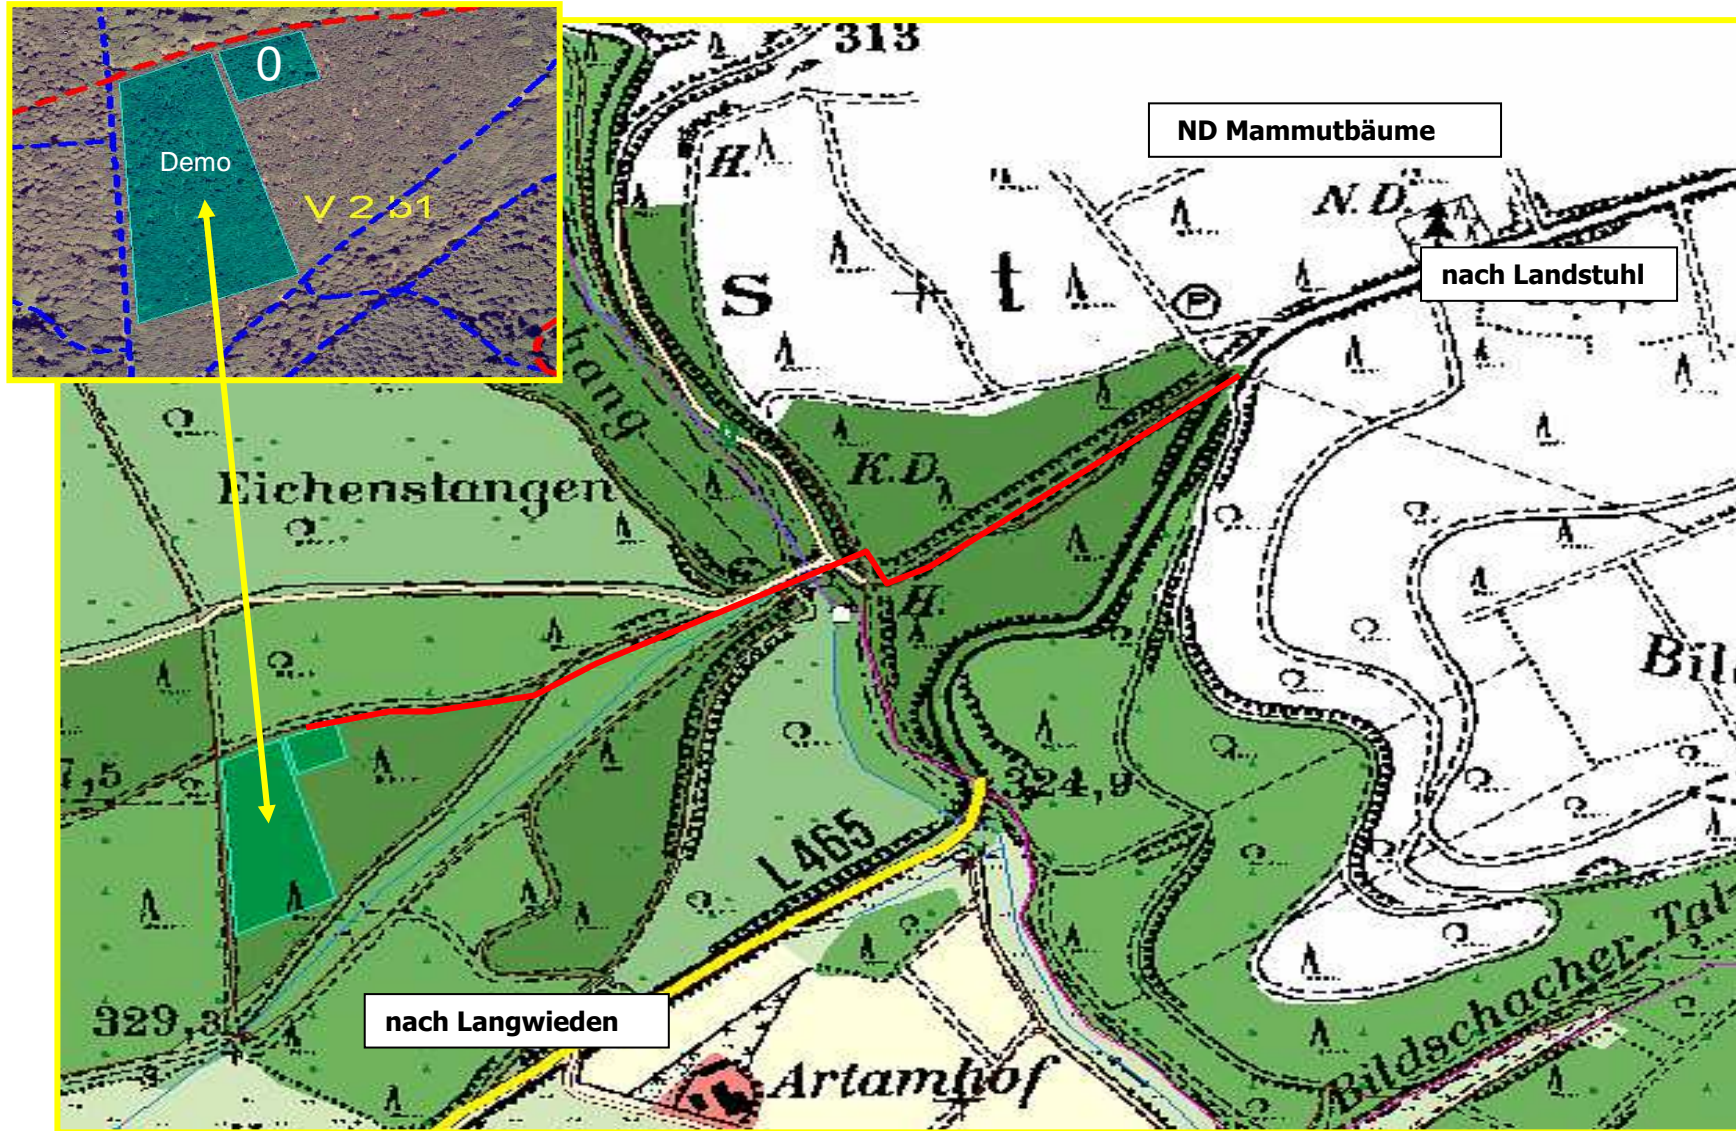 0
Demo
V 2 b1
313
ND Mammutbäume
H.
N.D.
nach Landstuhl
s t
P
hang
K.D.
Eichenstangen
H.
Bil
7,5
324,9
L465
329,3
nach Langwieden
Artamhof
Bildschacher Tal